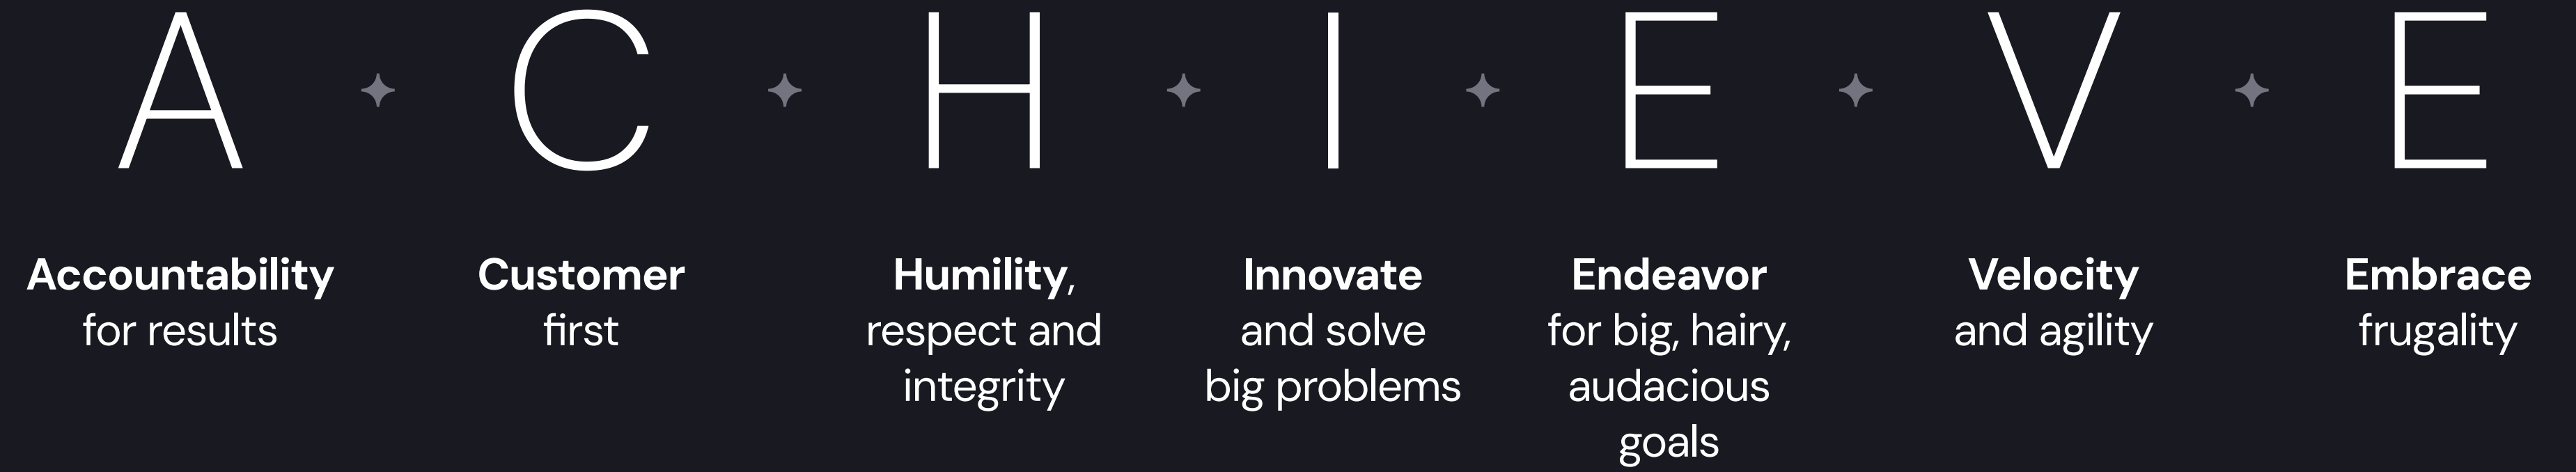 A C H I E V E
Accountability
for results
Customer
first
Humility,
respect and
integrity
Innovate
and solve
big problems
Endeavor
for big, hairy,
audacious
goals
Velocity
and agility
Embrace
frugality